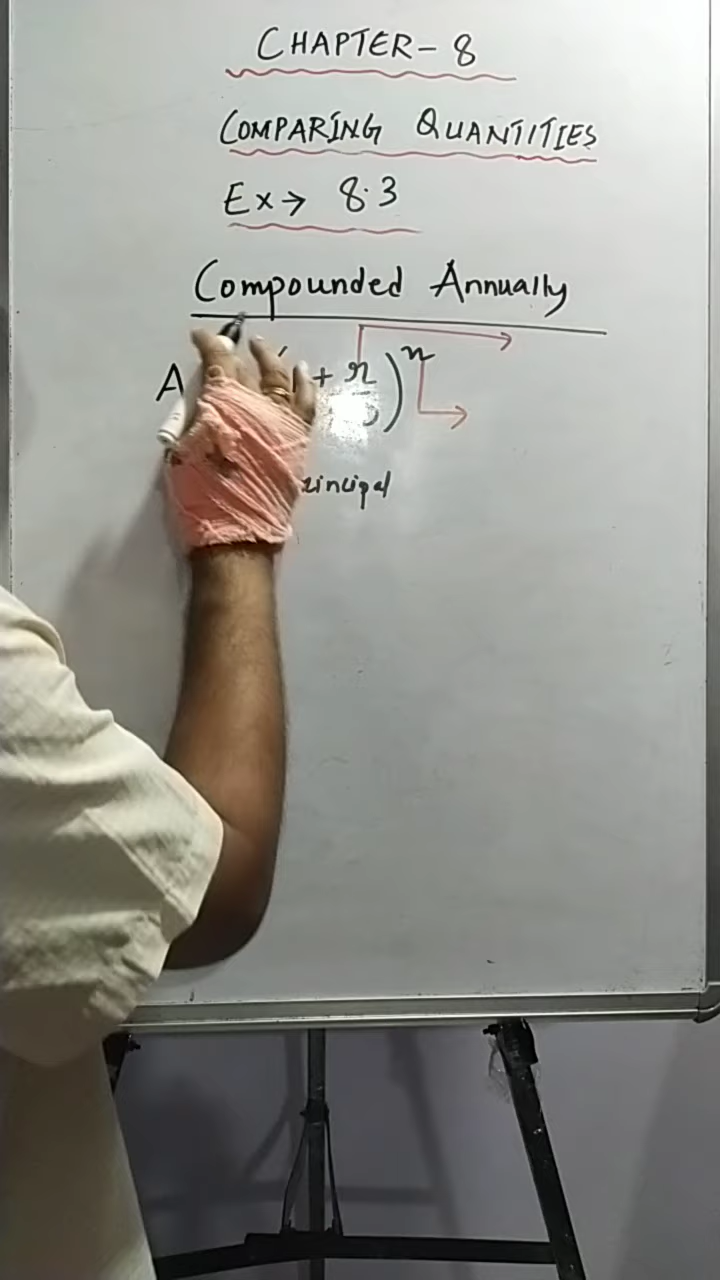 CHAPTER-8
COMPARING QUANTITIES
Ex→ 8.3
Compounded Annually
A + r ) n